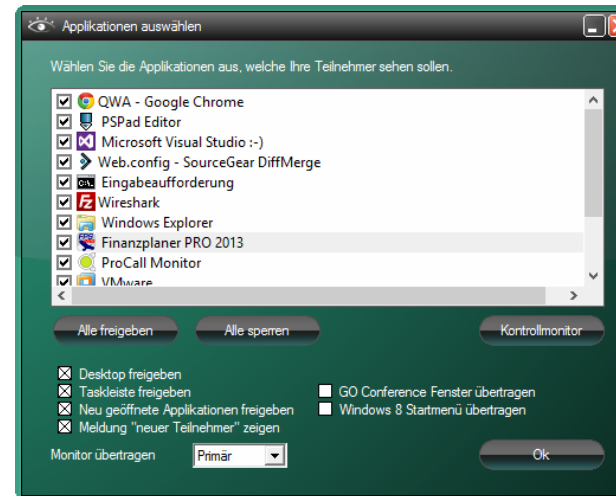 Applikationen auswählen
Wählen Sie die Applikationen aus, welche Ihre Teilnehmer sehen sollen.
QWA - Google Chrome
PSPad Editor
Microsoft Visual Studio :-)
Web.config - SourceGear DiffMerge
Eingabeaufforderung
Wireshark
Windows Explorer
Finanzplaner PRO 2013
ProCall Monitor
VMware
Alle freigeben Alle sperren Kontrollmonitor
Desktop freigeben
Taskleiste freigeben GO Conference Fenster übertragen
Neu geöffnete Applikationen freigeben Windows 8 Startmenü übertragen
Meldung "neuer Teilnehmer" zeigen
Monitor übertragen Primär Ok